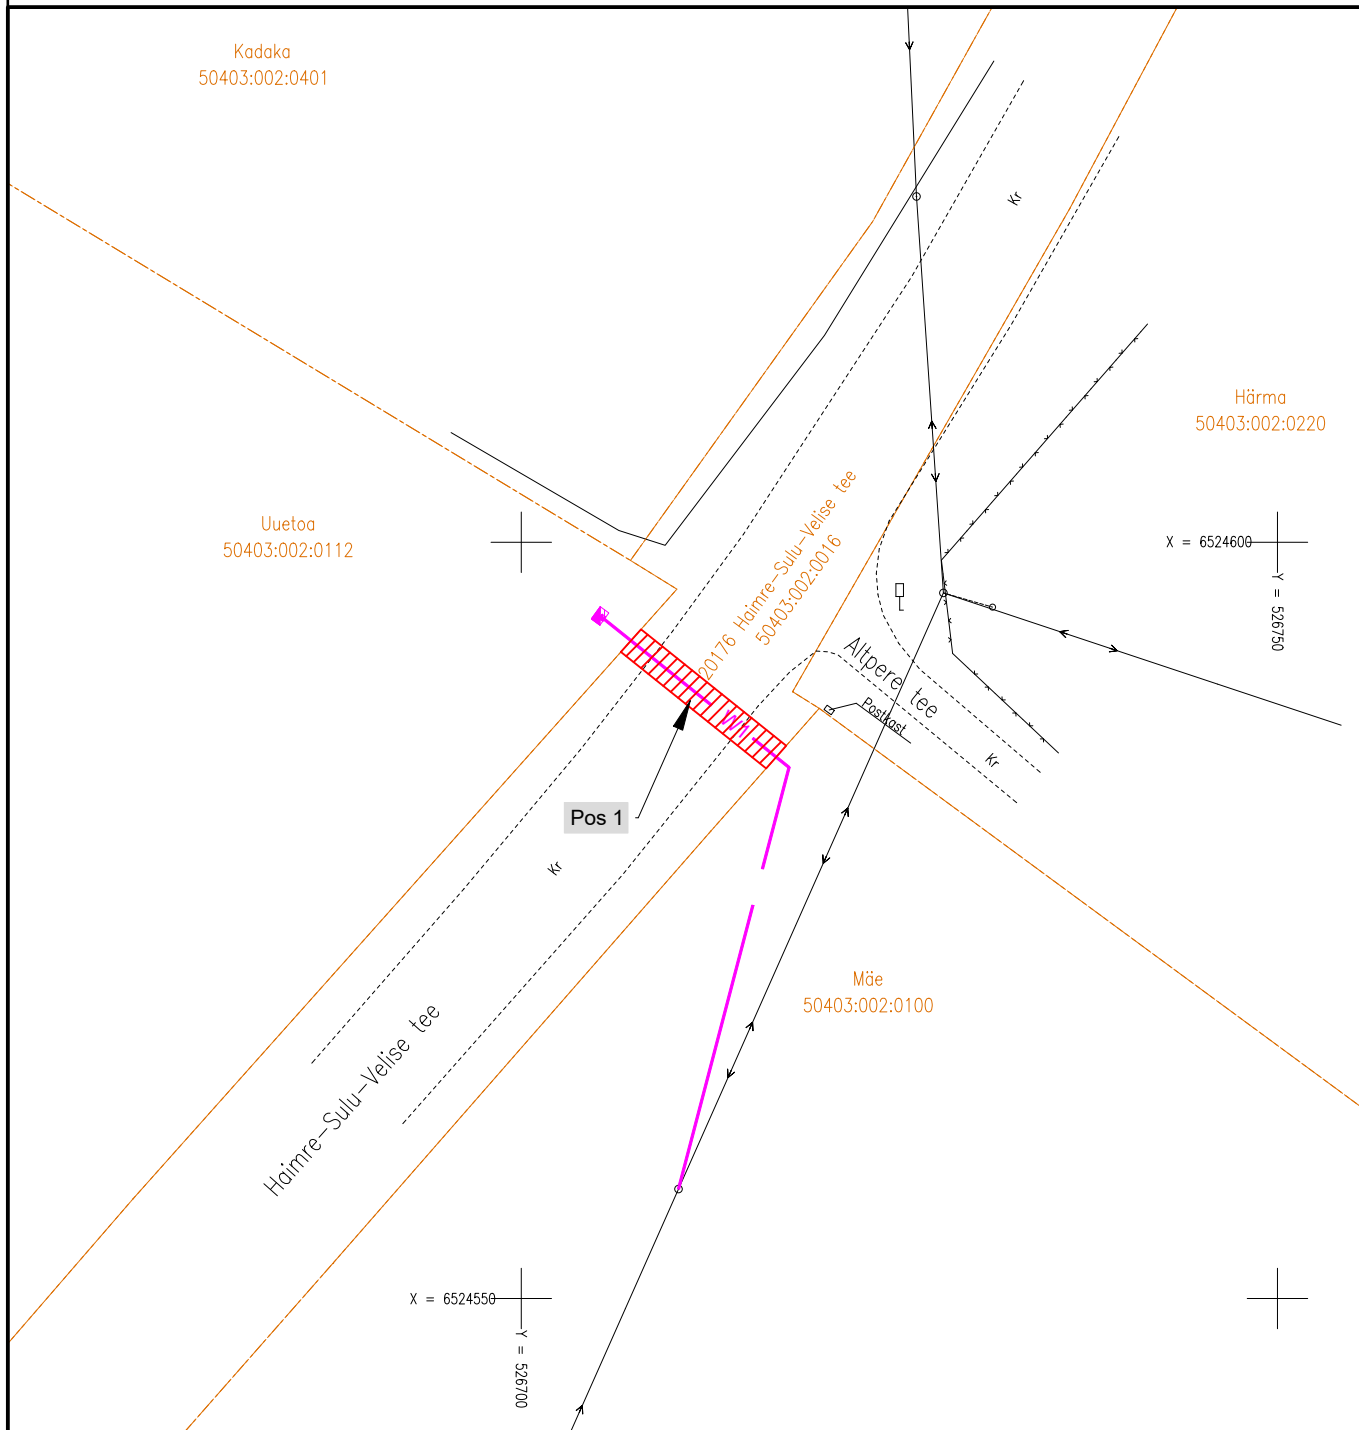 Kadaka
50403:002:0401
Kr
Härma
50403:002:0220
Uuetoa
50403:002:0112
X = 6524600
Y = 526750
20176 Haimre-Sulu-Velise tee
50403:002:0016
Altpere tee
Postkast
Kr
W1
Pos 1
Kr
Mäe
50403:002:0100
Haimre-Sulu-Velise tee
X = 6524550
Y = 526700